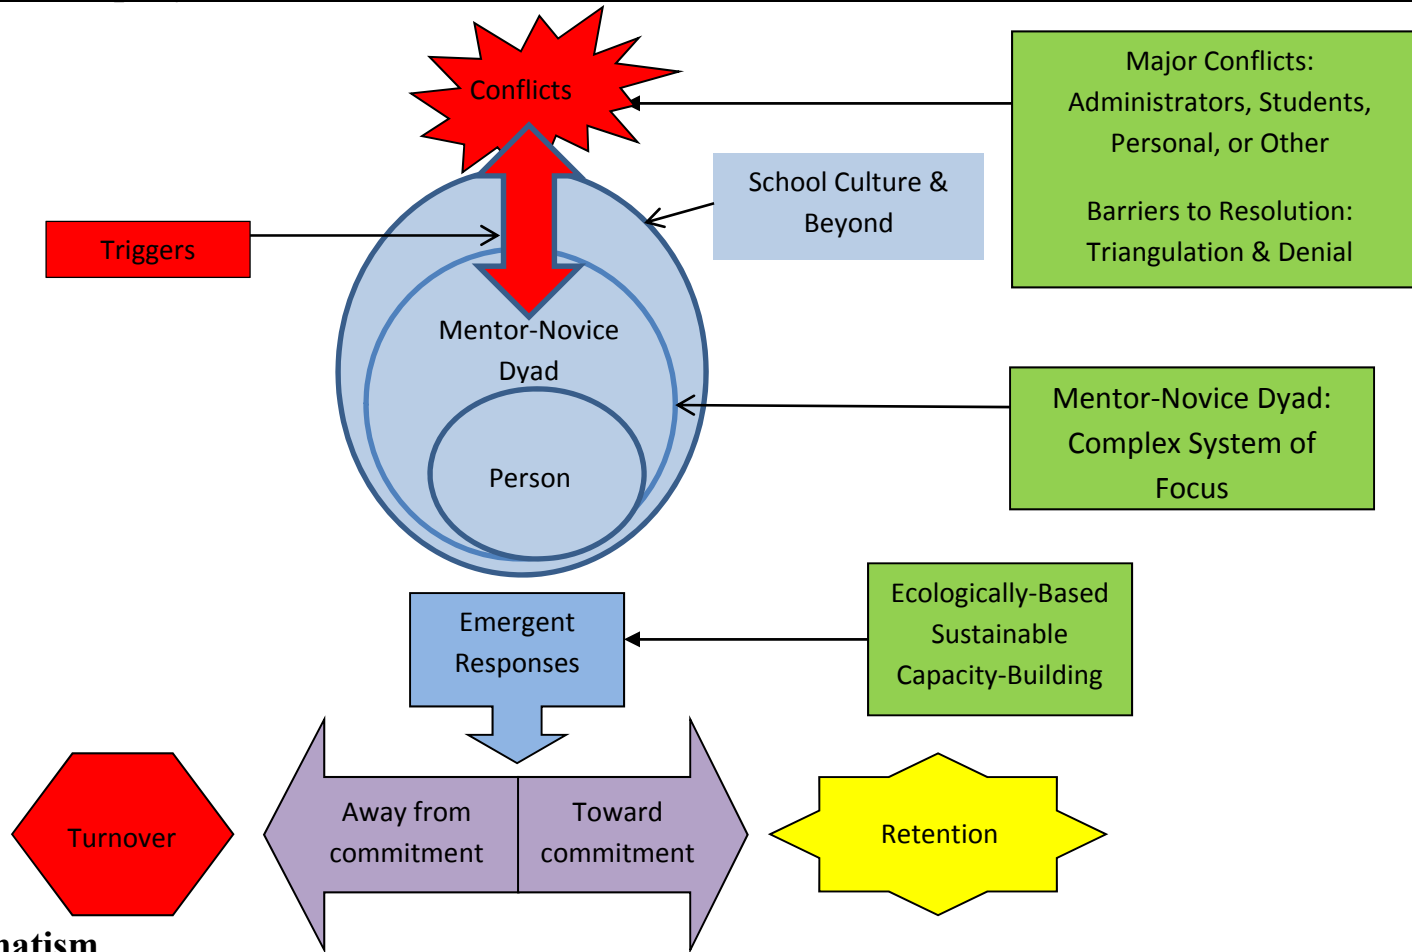 Conflicts
Major Conflicts:
Administrators, Students,
Personal, or Other
Barriers to Resolution:
Triangulation & Denial
School Culture &
Beyond
Triggers
Mentor-Novice
Dyad
Mentor-Novice Dyad:
Complex System of
Focus
Person
Emergent
Responses
Ecologically-Based
Sustainable
Capacity-Building
Turnover
Away from
commitment
Toward
commitment
Retention